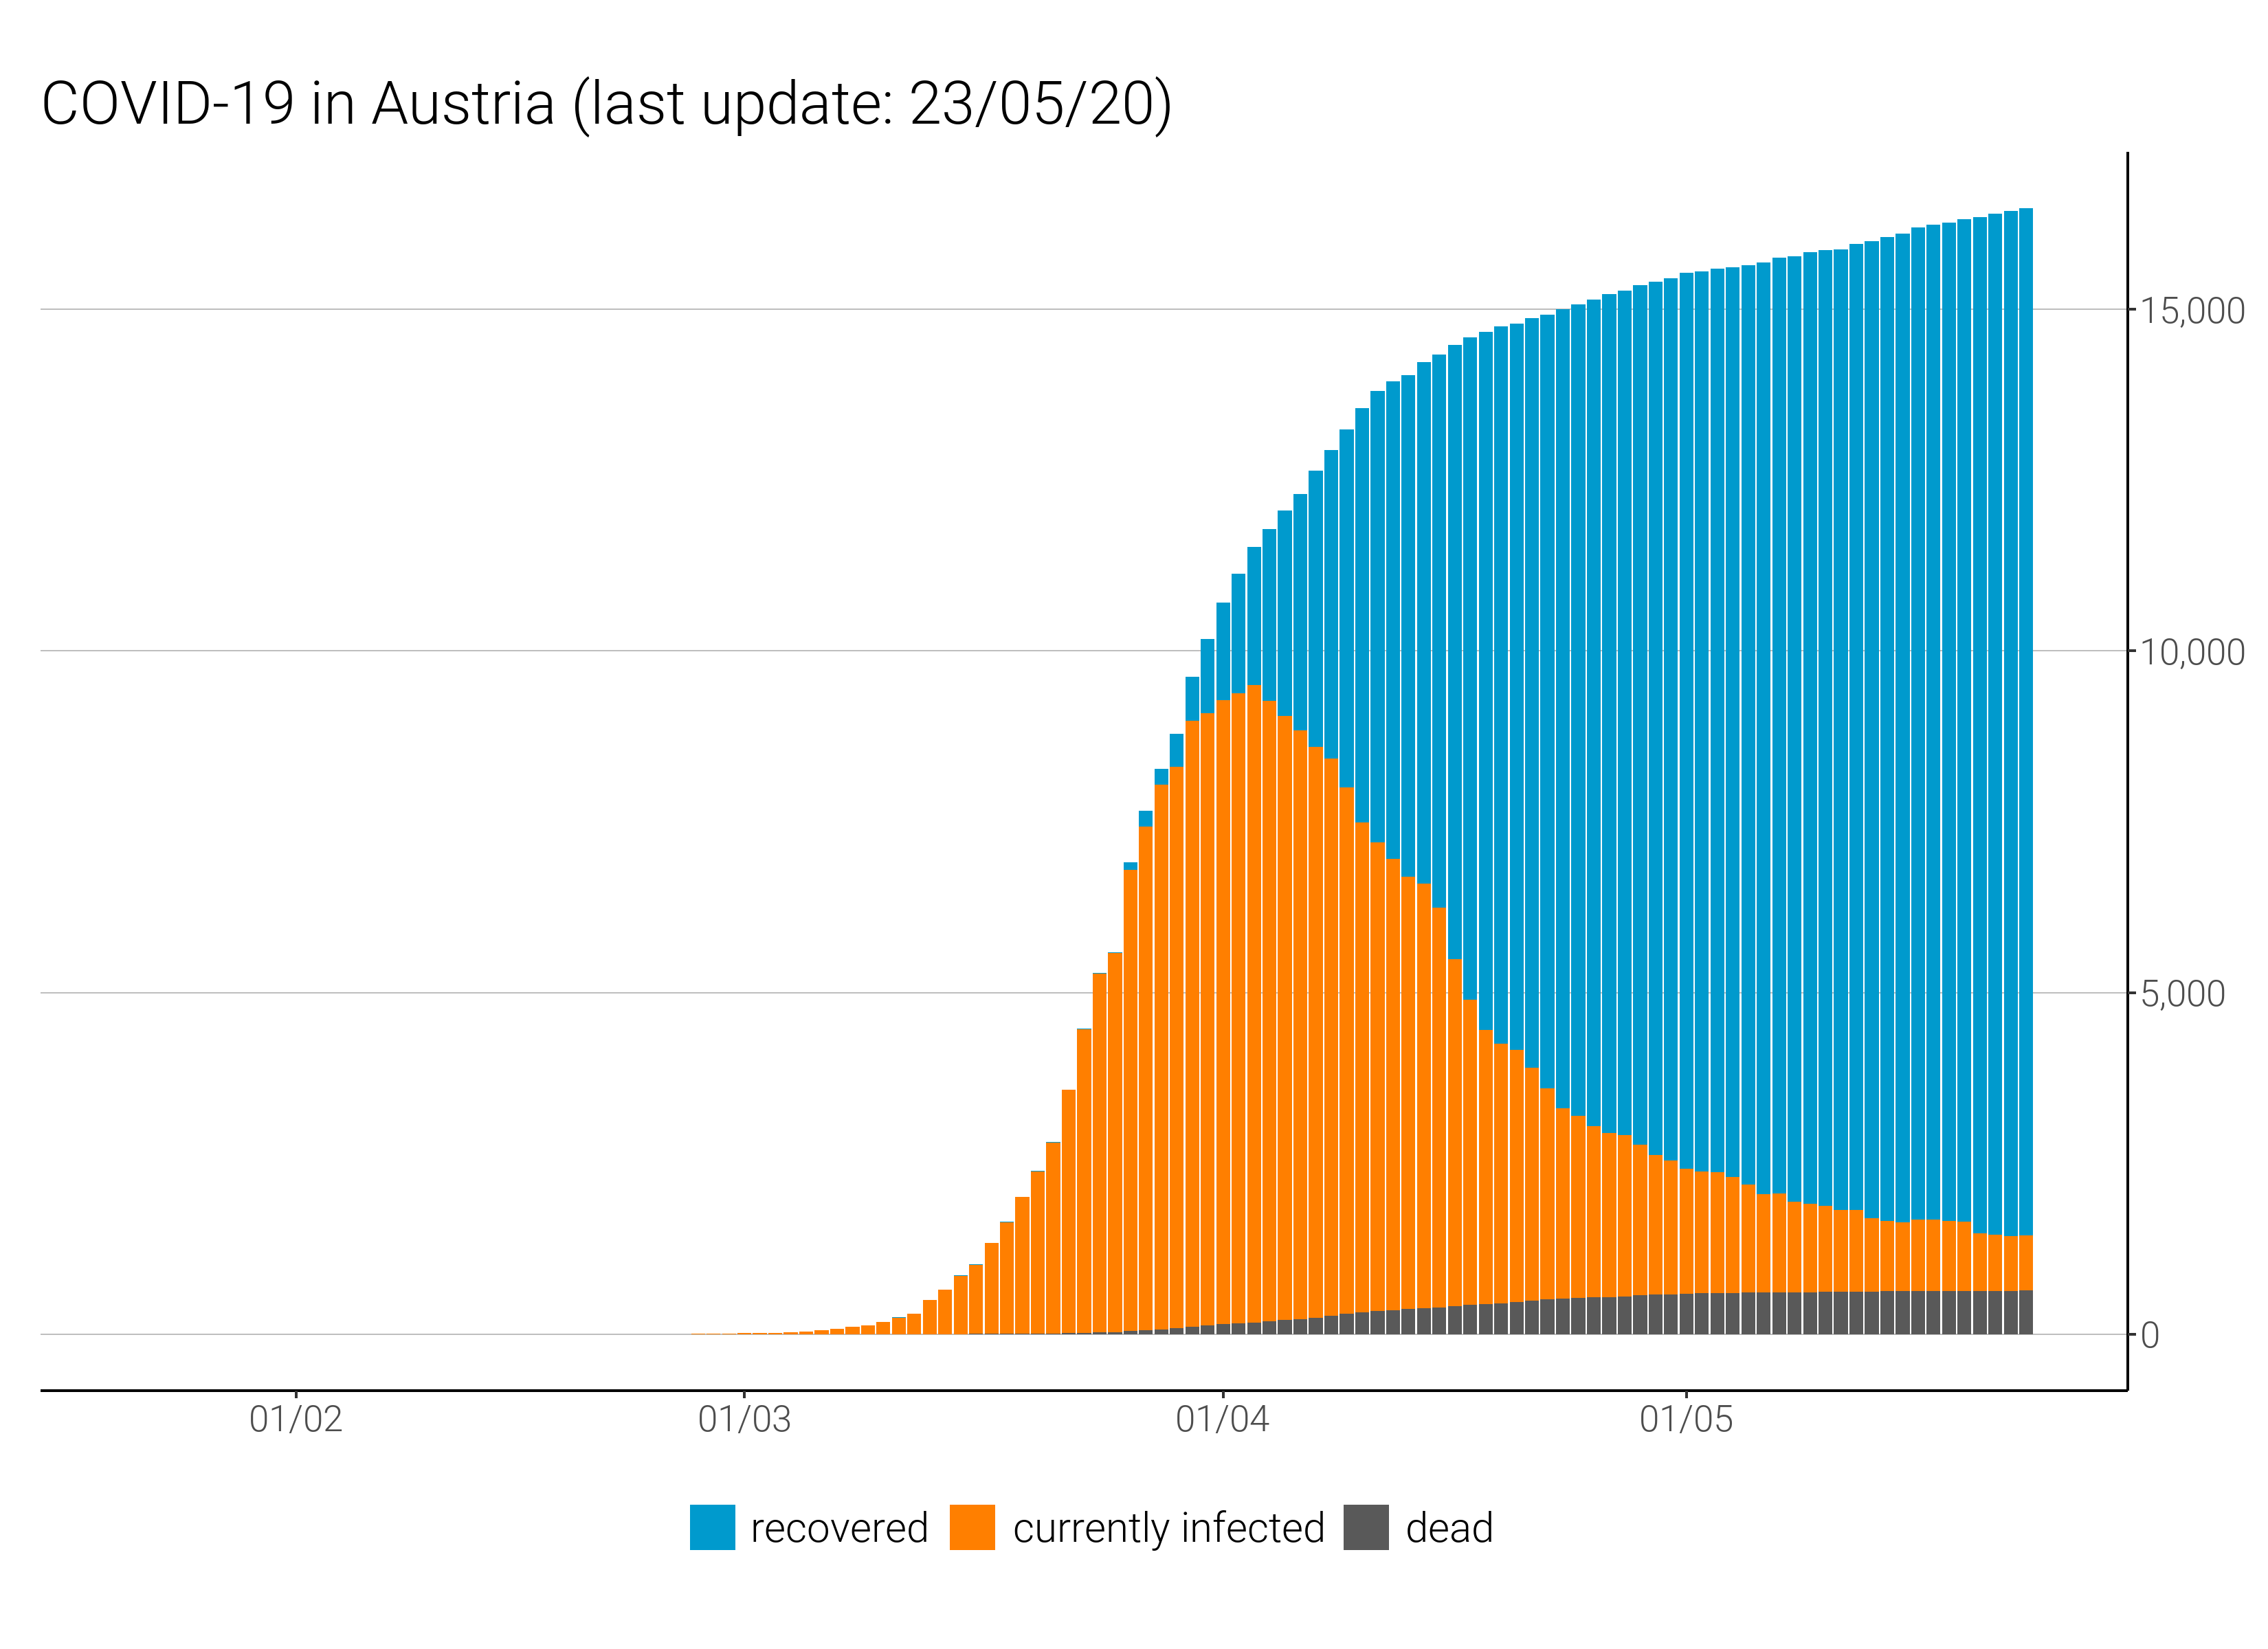 COVID-19 in Austria (last update: 23/05/20)
15,000
10,000
5,000
0
01/02 01/03 01/04 01/05
recovered currently infected dead